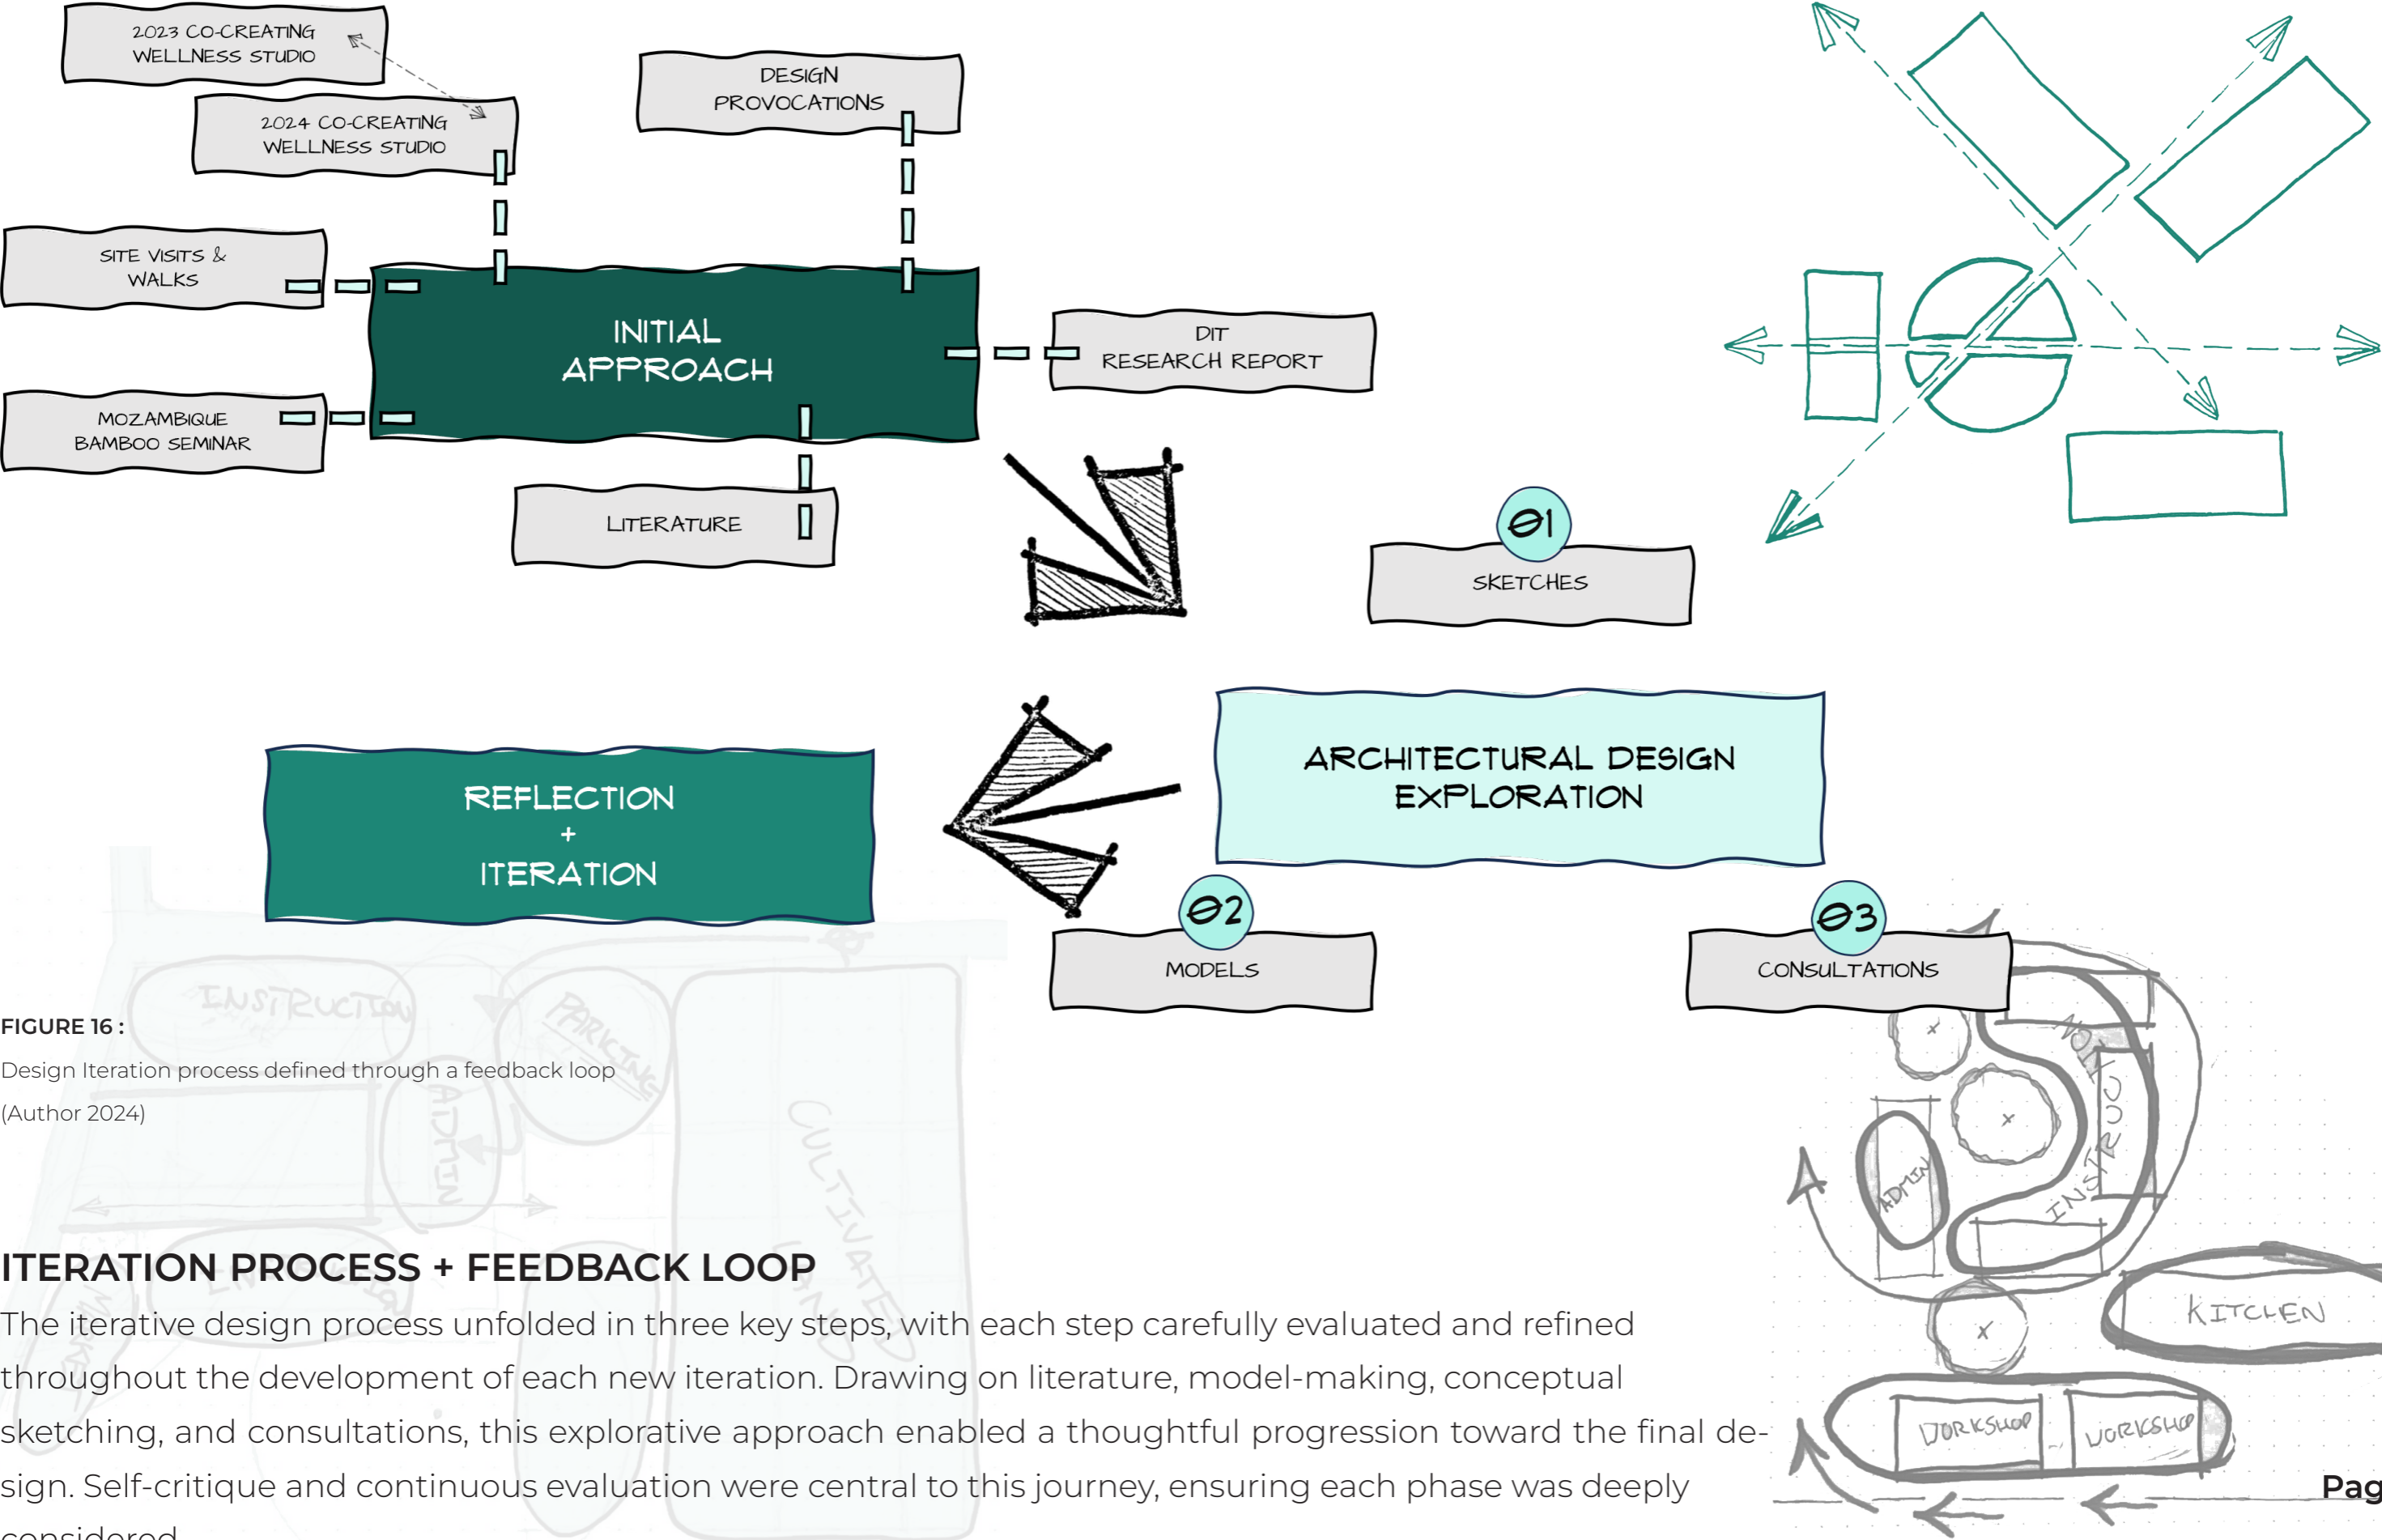 2023 CO-CREATING
WELLNESS STUDIO
2024 CO-CREATING
WELLNESS STUDIO
DESIGN
PROVOCATIONS
SITE VISITS &
WALKS
INITIAL
APPROACH
DIT
RESEARCH REPORT
MOZAMBIQUE
BAMBOO SEMINAR
LITERATURE
01
SKETCHES
ARCHITECTURAL DESIGN
EXPLORATION
REFLECTION
+
ITERATION
02
MODELS
03
CONSULTATIONS
INSTRUCTION
PARKING
ADMIN
CULTIVATED
FIGURE 16 :
Design Iteration process defined through a feedback loop
(Author 2024)
ADMIN
KITCHEN
WORKSHOP
WORKSHOP
ITERATION PROCESS + FEEDBACK LOOP
The iterative design process unfolded in three key steps, with each step carefully evaluated and refined
throughout the development of each new iteration. Drawing on literature, model-making, conceptual
sketching, and consultations, this explorative approach enabled a thoughtful progression toward the final de-
sign. Self-critique and continuous evaluation were central to this journey, ensuring each phase was deeply
considered
Pag